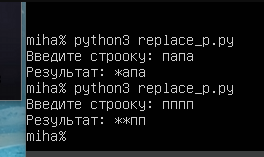 miha% python3 replace_p.py
Введите строоку: папа
Результат: *апа
miha% python3 replace_p.py
Введите строоку: пппп
Результат: **пп
miha%